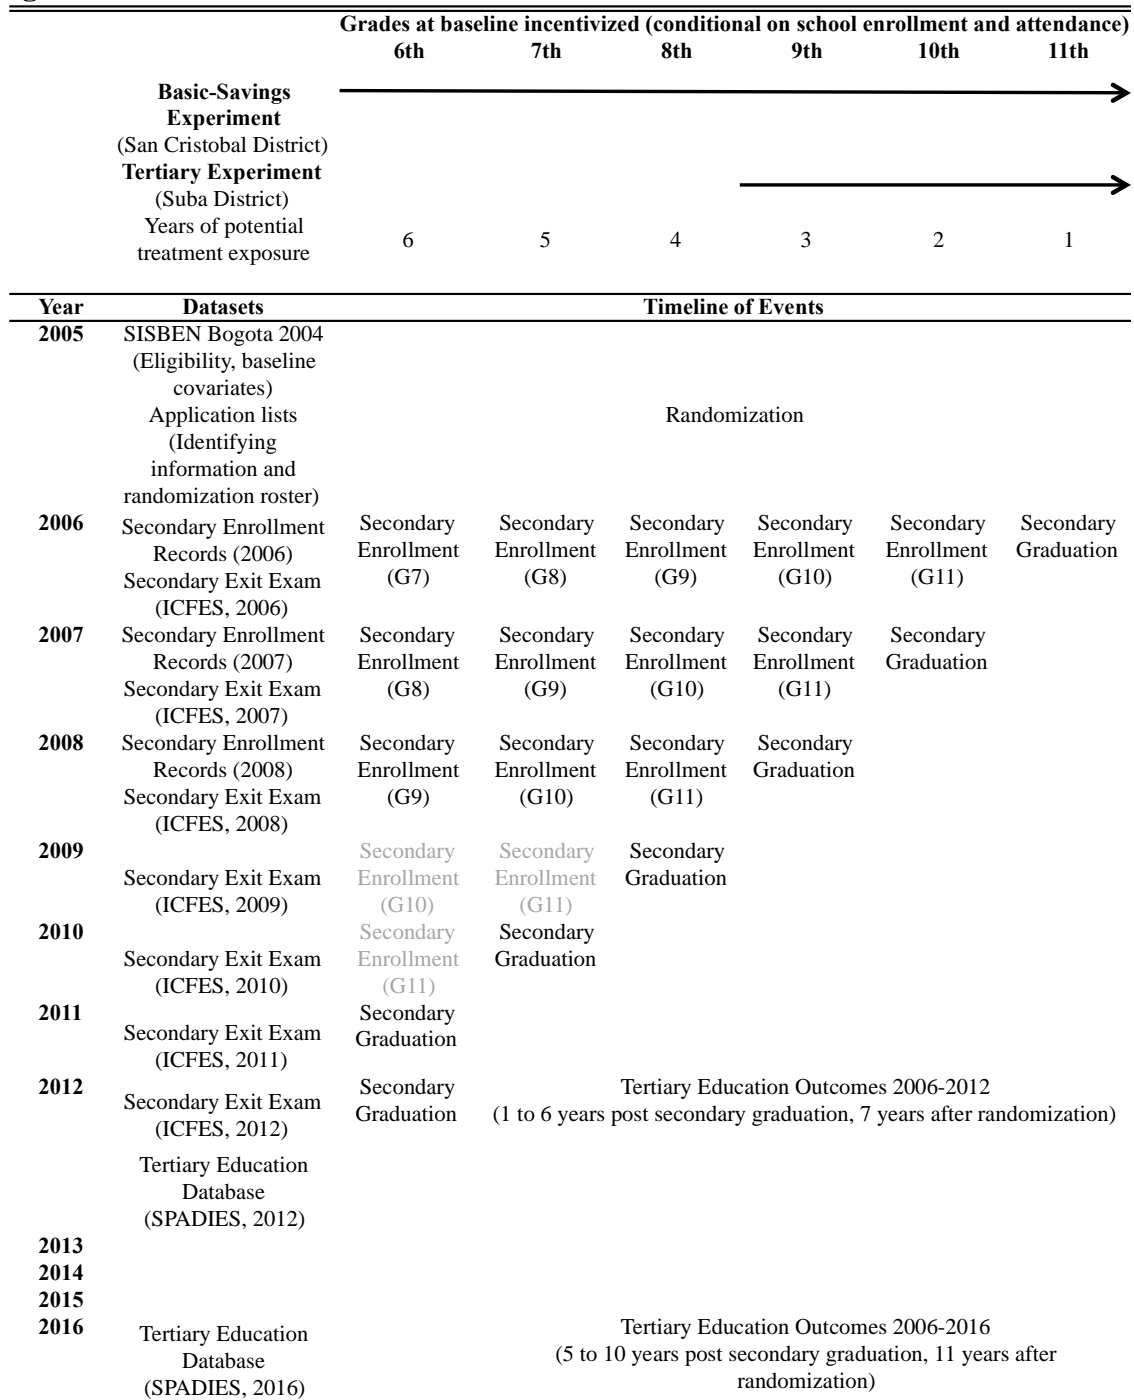 Grades at baseline incentivized (conditional on school enrollment and attendance)
6th 7th 8th 9th 10th 11th
Basic-Savings
Experiment
(San Cristobal District)
Tertiary Experiment
(Suba District)
Years of potential
treatment exposure
6 5 4 3 2 1
Year Datasets Timeline of Events
2005 SISBEN Bogota 2004
(Eligibility, baseline
covariates)
Application lists Randomization
(Identifying
information and
randomization roster)
2006 Secondary Enrollment Secondary Secondary Secondary Secondary Secondary Secondary
Records (2006) Enrollment Enrollment Enrollment Enrollment Enrollment Graduation
Secondary Exit Exam (G7) (G8) (G9) (G10) (G11)
(ICFES, 2006)
2007 Secondary Enrollment Secondary Secondary Secondary Secondary Secondary
Records (2007) Enrollment Enrollment Enrollment Enrollment Graduation
Secondary Exit Exam (G8) (G9) (G10) (G11)
(ICFES, 2007)
2008 Secondary Enrollment Secondary Secondary Secondary Secondary
Records (2008) Enrollment Enrollment Enrollment Graduation
Secondary Exit Exam (G9) (G10) (G11)
(ICFES, 2008)
2009 Secondary Secondary Secondary
Secondary Exit Exam Enrollment Enrollment Graduation
(ICFES, 2009) (G10) (G11)
2010 Secondary Secondary
Secondary Exit Exam Enrollment Graduation
(ICFES, 2010) (G11)
2011 Secondary
Secondary Exit Exam Graduation
(ICFES, 2011)
2012 Secondary Tertiary Education Outcomes 2006-2012
Secondary Exit Exam Graduation (1 to 6 years post secondary graduation, 7 years after randomization)
(ICFES, 2012)
Tertiary Education
Database
(SPADIES, 2012)
2013
2014
2015
2016 Tertiary Education Tertiary Education Outcomes 2006-2016
Database (5 to 10 years post secondary graduation, 11 years after
(SPADIES, 2016) randomization)